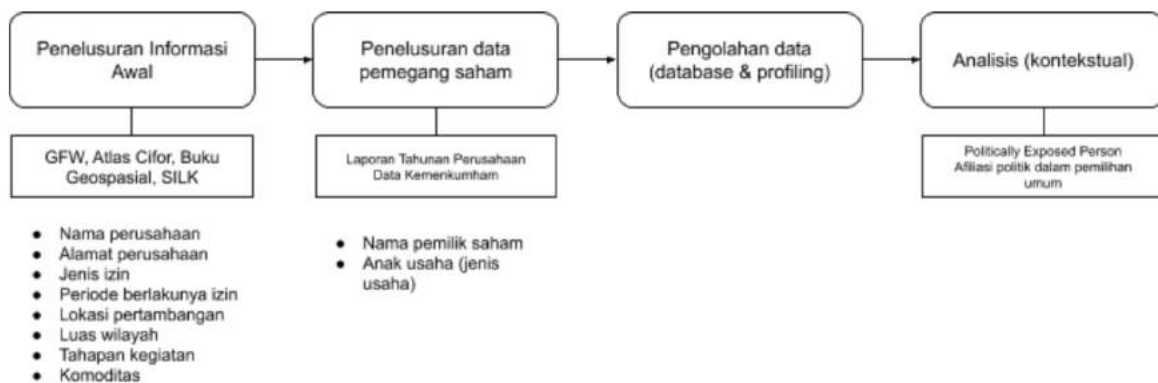 Penelusuran Informasi
Awal
Penelusuran data
pemegang saham
Pengolahan data
(database & profiling)
Analisis (kontekstual)
GFW, Atlas Cifor, Buku
Geospasial, SILK
Laporan Tahunan Perusahaan
Data Kemenkumham
Politically Exposed Person
Afiliasi politik dalam pemilihan
umum
● Nama perusahaan
● Alamat perusahaan
● Jenis izin
● Periode berlakunya izin
● Lokasi pertambangan
● Luas wilayah
● Tahapan kegiatan
● Komoditas
● Nama pemilik saham
● Anak usaha (jenis
usaha)